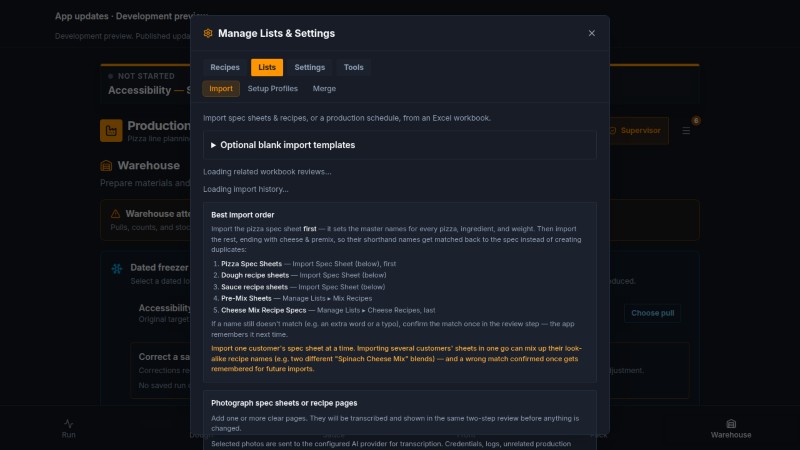 App updates · Development preview
Development preview. Published upda
NOT STARTED
Accessibility — S
Production
Pizza line plannin
Supervisor
6
Warehouse
Prepare materials and
Warehouse att
Pulls, counts, and stoc
Dated freezer
Select a dated lo
oduced.
Accessibility
Original target
Choose pull
Correct a sa
Corrections re
djustment.
No saved run
Run
Warehouse
Manage Lists & Settings
Recipes
Lists
Settings
Tools
Import
Setup Profiles
Merge
Import spec sheets & recipes, or a production schedule, from an Excel workbook.
Optional blank import templates
Loading related workbook reviews...
Loading import history...
Best import order
Import the pizza spec sheet first — it sets the master names for every pizza, ingredient, and weight. Then import
the rest, ending with cheese & premix, so their shorthand names get matched back to the spec instead of creating
duplicates:
1. Pizza Spec Sheets — Import Spec Sheet (below), first
2. Dough recipe sheets — Import Spec Sheet (below)
3. Sauce recipe sheets — Import Spec Sheet (below)
4. Pre-Mix Sheets — Manage Lists ▸ Mix Recipes
5. Cheese Mix Recipe Specs — Manage Lists ▸ Cheese Recipes, last
If a name still doesn't match (e.g. an extra word or a typo), confirm the match once in the review step — the app
remembers it next time.
Import one customer's spec sheet at a time. Importing several customers' sheets in one go can mix up their look-
alike recipe names (e.g. two different "Spinach Cheese Mix" blends) — and a wrong match confirmed once gets
remembered for future imports.
Photograph spec sheets or recipe pages
Add one or more clear pages. They will be transcribed and shown in the same two-step review before anything is
changed.
Selected photos are sent to the configured AI provider for transcription. Credentials, logs, unrelated production